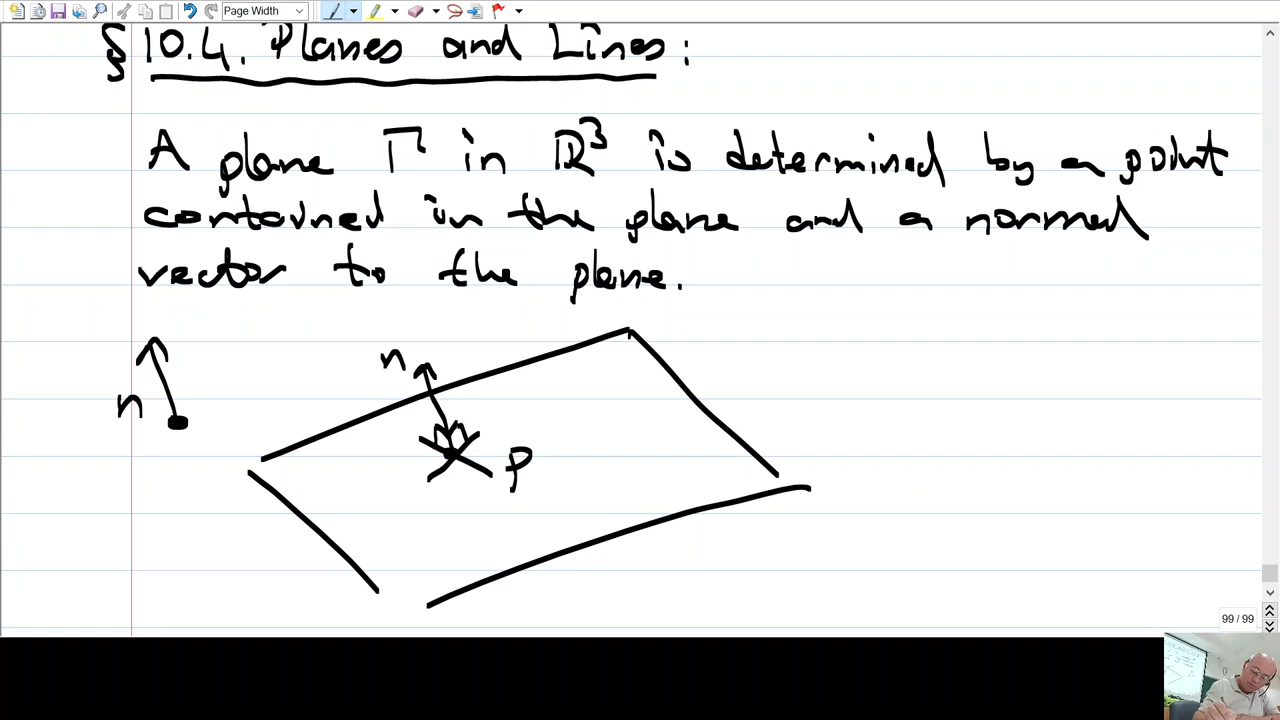 Page Width
§ 10.4. Planes and Lines:
A plane Γ in ℝ³ is determined by a point
contained in the plane and a normal
vector to the plane.
n
n
P
99 / 99